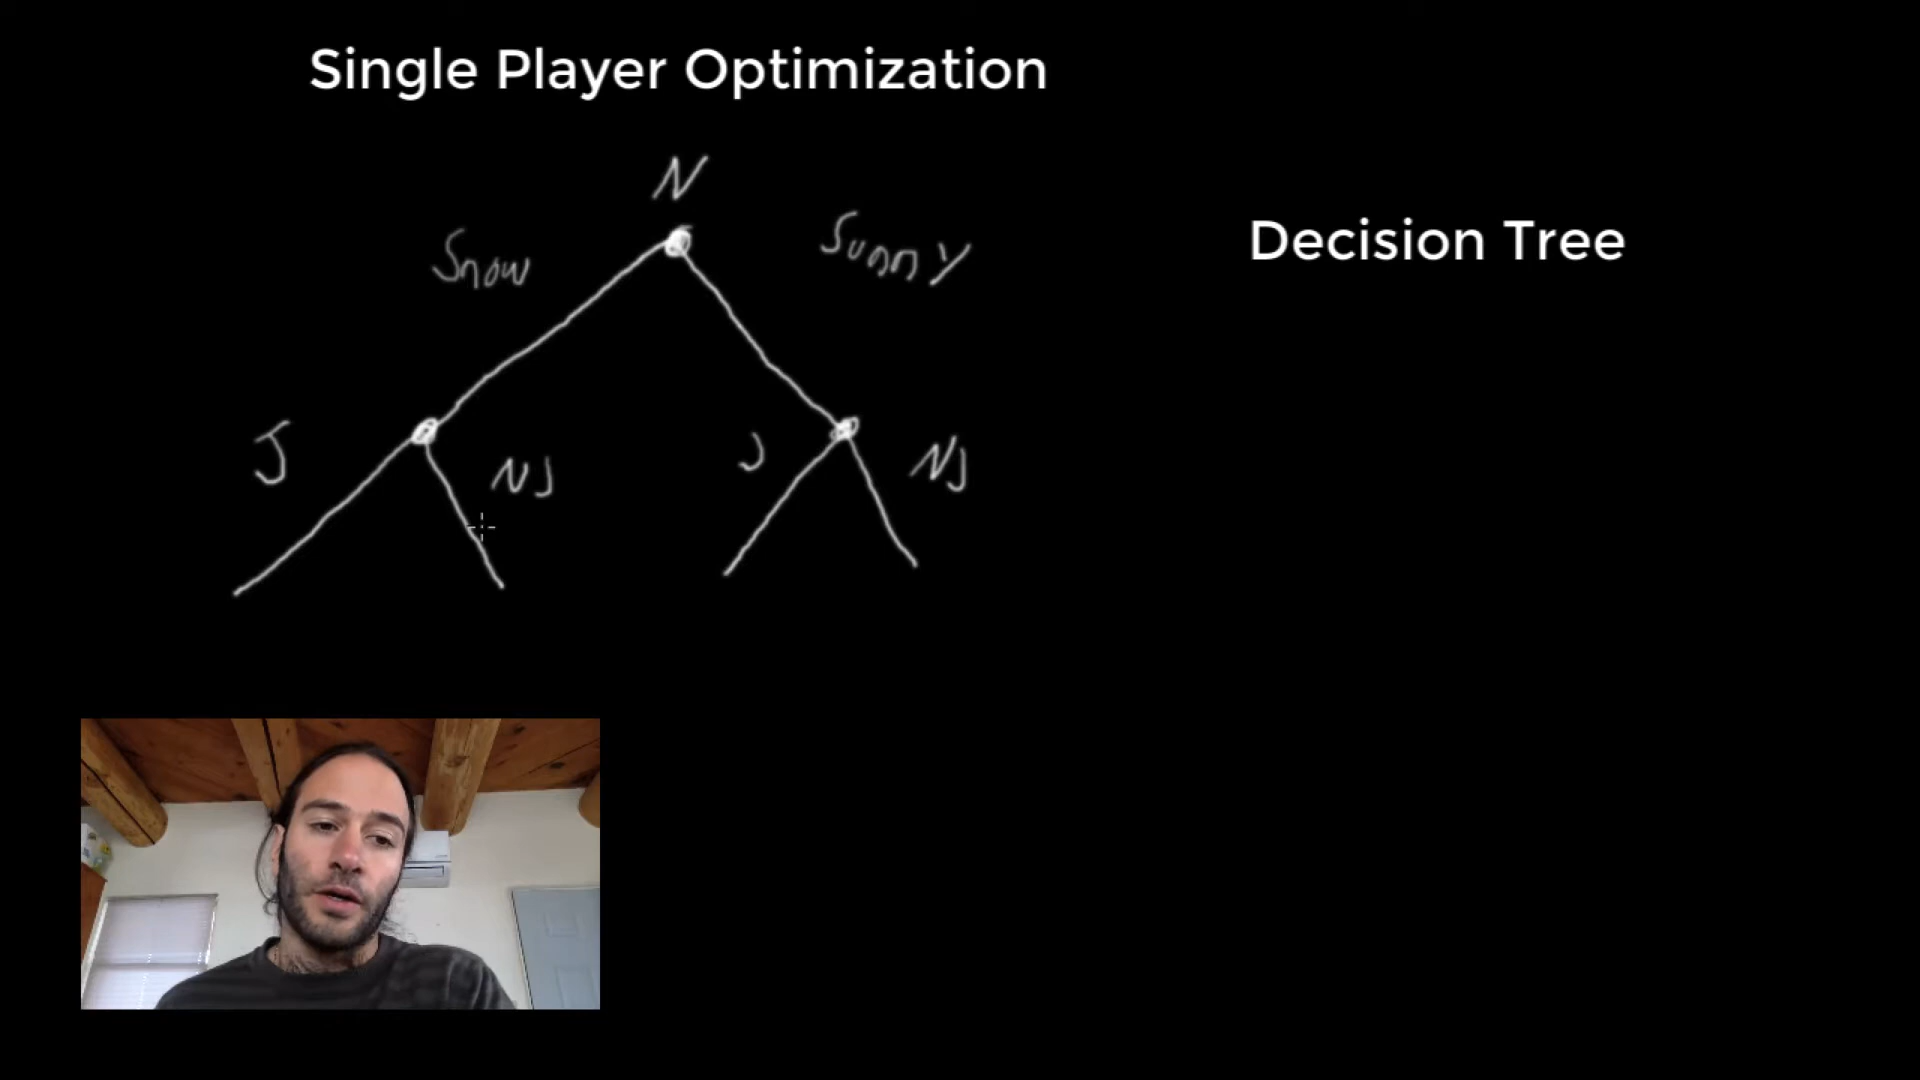 Single Player Optimization
N
Snow
Sunny
Decision Tree
J
NJ
J
NJ